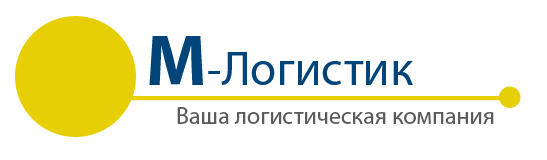 М-Логистик
Ваша логистическая компания